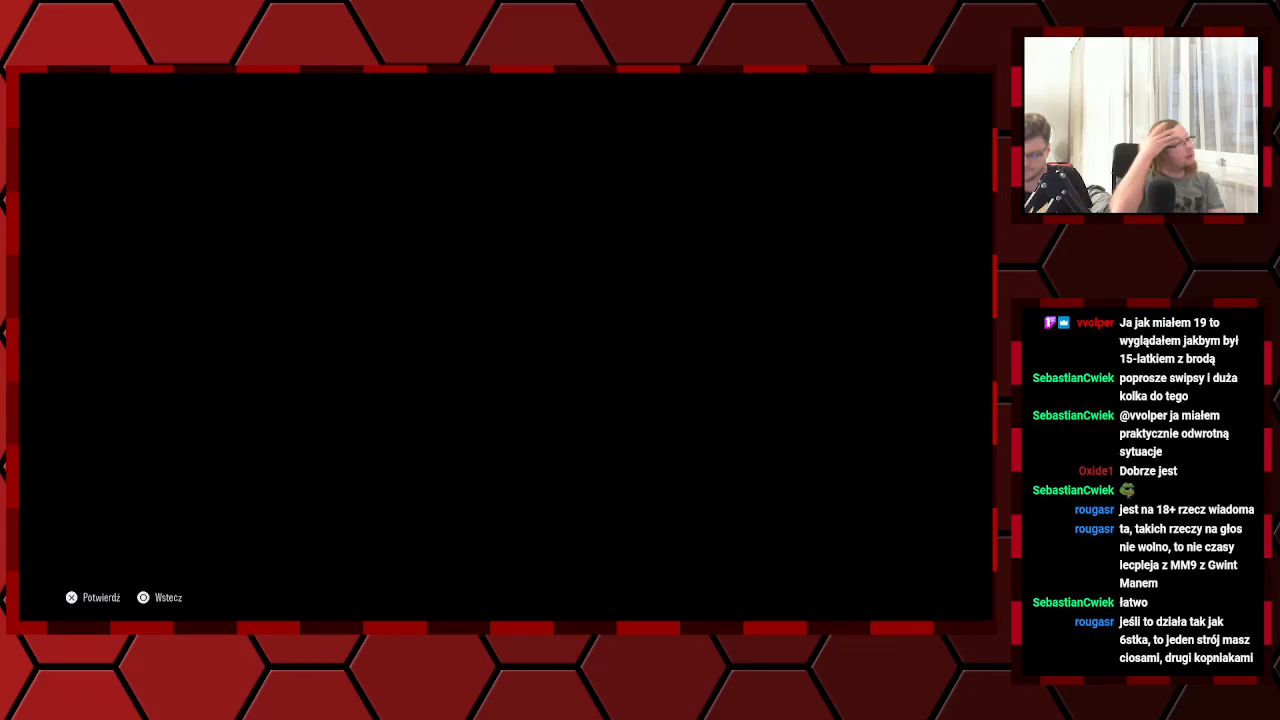 vvolper Ja jak miałem 19 to
wyglądałem jakbym był
15-latkiem z brodą
SebastianCwiek poprosze swipsy i duża
kolka do tego
SebastianCwiek @vvolper ja miałem
praktycznie odwrotną
sytuacje
Oxide1 Dobrze jest
SebastianCwiek
rougasr jest na 18+ rzecz wiadoma
rougasr ta, takich rzeczy na głos
nie wolno, to nie czasy
lecpleja z MM9 z Gwint
Manem
SebastianCwiek łatwo
rougasr jeśli to działa tak jak
6stka, to jeden strój masz
ciosami, drugi kopniakami
Potwierdź Wstecz